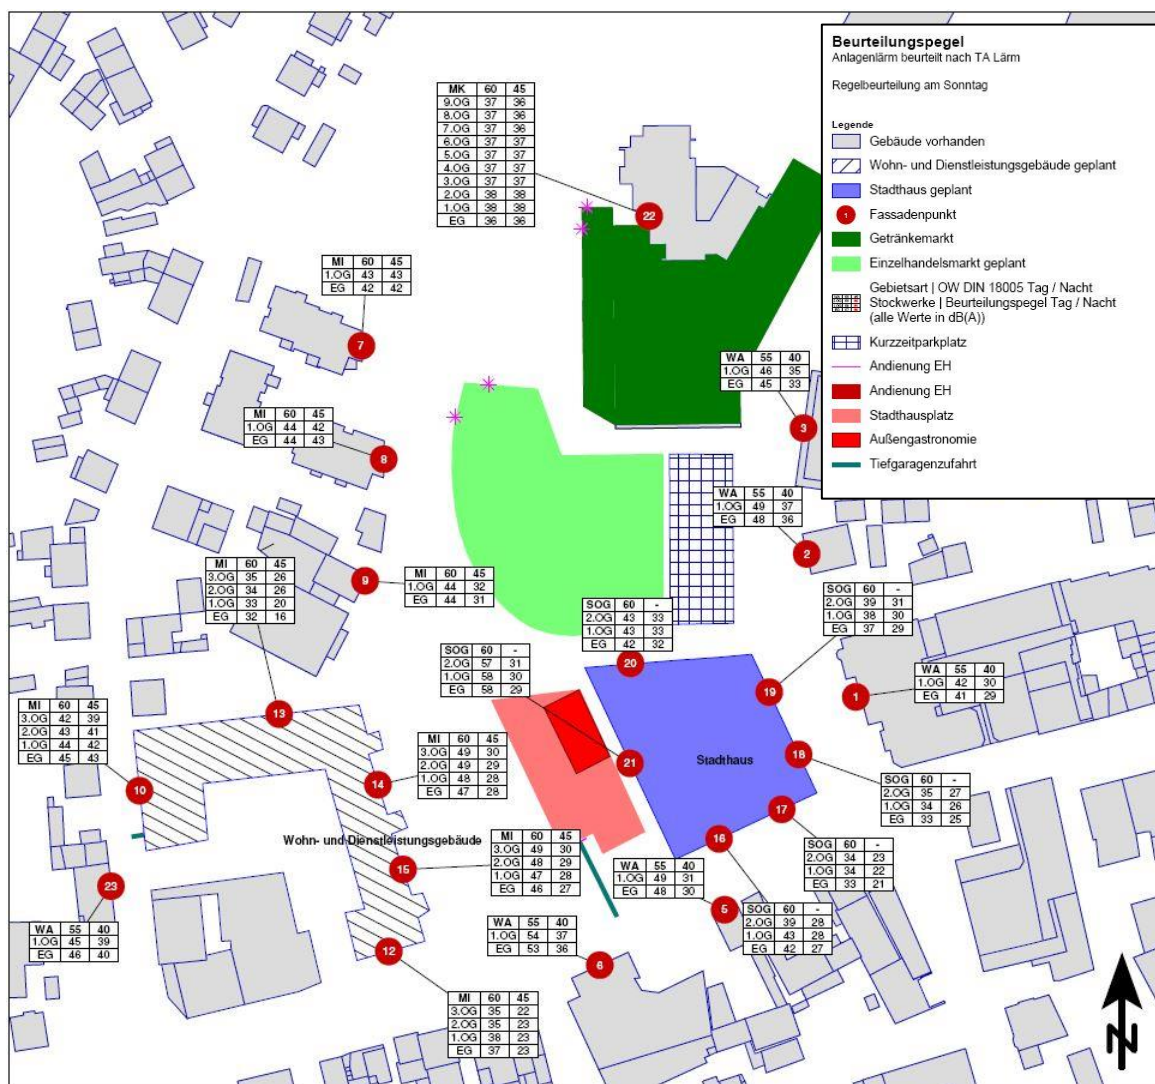 Beurteilungspegel
Anlagenlärm beurteilt nach TA Lärm
Regelbeurteilung am Sonntag
Legende
Gebäude vorhanden
Wohn- und Dienstleistungsgebäude geplant
Stadthaus geplant
1 Fassadenpunkt
Getränkemarkt
Einzelhandelsmarkt geplant
Gebietsart | OW DIN 18005 Tag / Nacht
Stockwerke | Beurteilungspegel Tag / Nacht
(alle Werte in dB(A))
Kurzzeitparkplatz
Andienung EH
Andienung EH
Stadthausplatz
Außengastronomie
Tiefgaragenzufahrt
MK 60 45
9.OG 37 36
8.OG 37 36
7.OG 37 36
6.OG 37 37
5.OG 37 37
4.OG 37 37
3.OG 37 37
2.OG 38 38
1.OG 38 38
EG 36 36
22
MI 60 45
1.OG 43 43
EG 42 42
7
WA 55 40
1.OG 46 35
EG 45 33
3
MI 60 45
1.OG 44 42
EG 44 43
8
WA 55 40
1.OG 49 37
EG 48 36
2
MI 60 45
3.OG 35 26
2.OG 34 26
1.OG 33 20
EG 32 16
13
9
MI 60 45
1.OG 44 32
EG 44 31
SOG 60 -
2.OG 43 33
1.OG 43 33
EG 42 32
20
SOG 60 -
2.OG 39 31
1.OG 38 30
EG 37 29
19
SOG 60 -
2.OG 57 31
1.OG 58 30
EG 58 29
21
WA 55 40
1.OG 42 30
EG 41 29
1
MI 60 45
3.OG 42 39
2.OG 43 41
1.OG 44 42
EG 45 43
10
MI 60 45
3.OG 49 30
2.OG 49 29
1.OG 48 28
EG 47 28
14
Stadthaus
18
SOG 60 -
2.OG 35 27
1.OG 34 26
EG 33 25
17
16
Wohn- und Dienstleistungsgebäude
MI 60 45
3.OG 49 30
2.OG 48 29
1.OG 47 28
EG 46 27
15
SOG 60 -
2.OG 34 23
1.OG 34 22
EG 33 21
WA 55 40
1.OG 49 31
EG 48 30
5
SOG 60 -
2.OG 39 28
1.OG 43 28
EG 42 27
23
WA 55 40
1.OG 45 39
EG 46 40
WA 55 40
1.OG 54 37
EG 53 36
6
12
MI 60 45
3.OG 35 22
2.OG 35 23
1.OG 38 23
EG 37 23
N